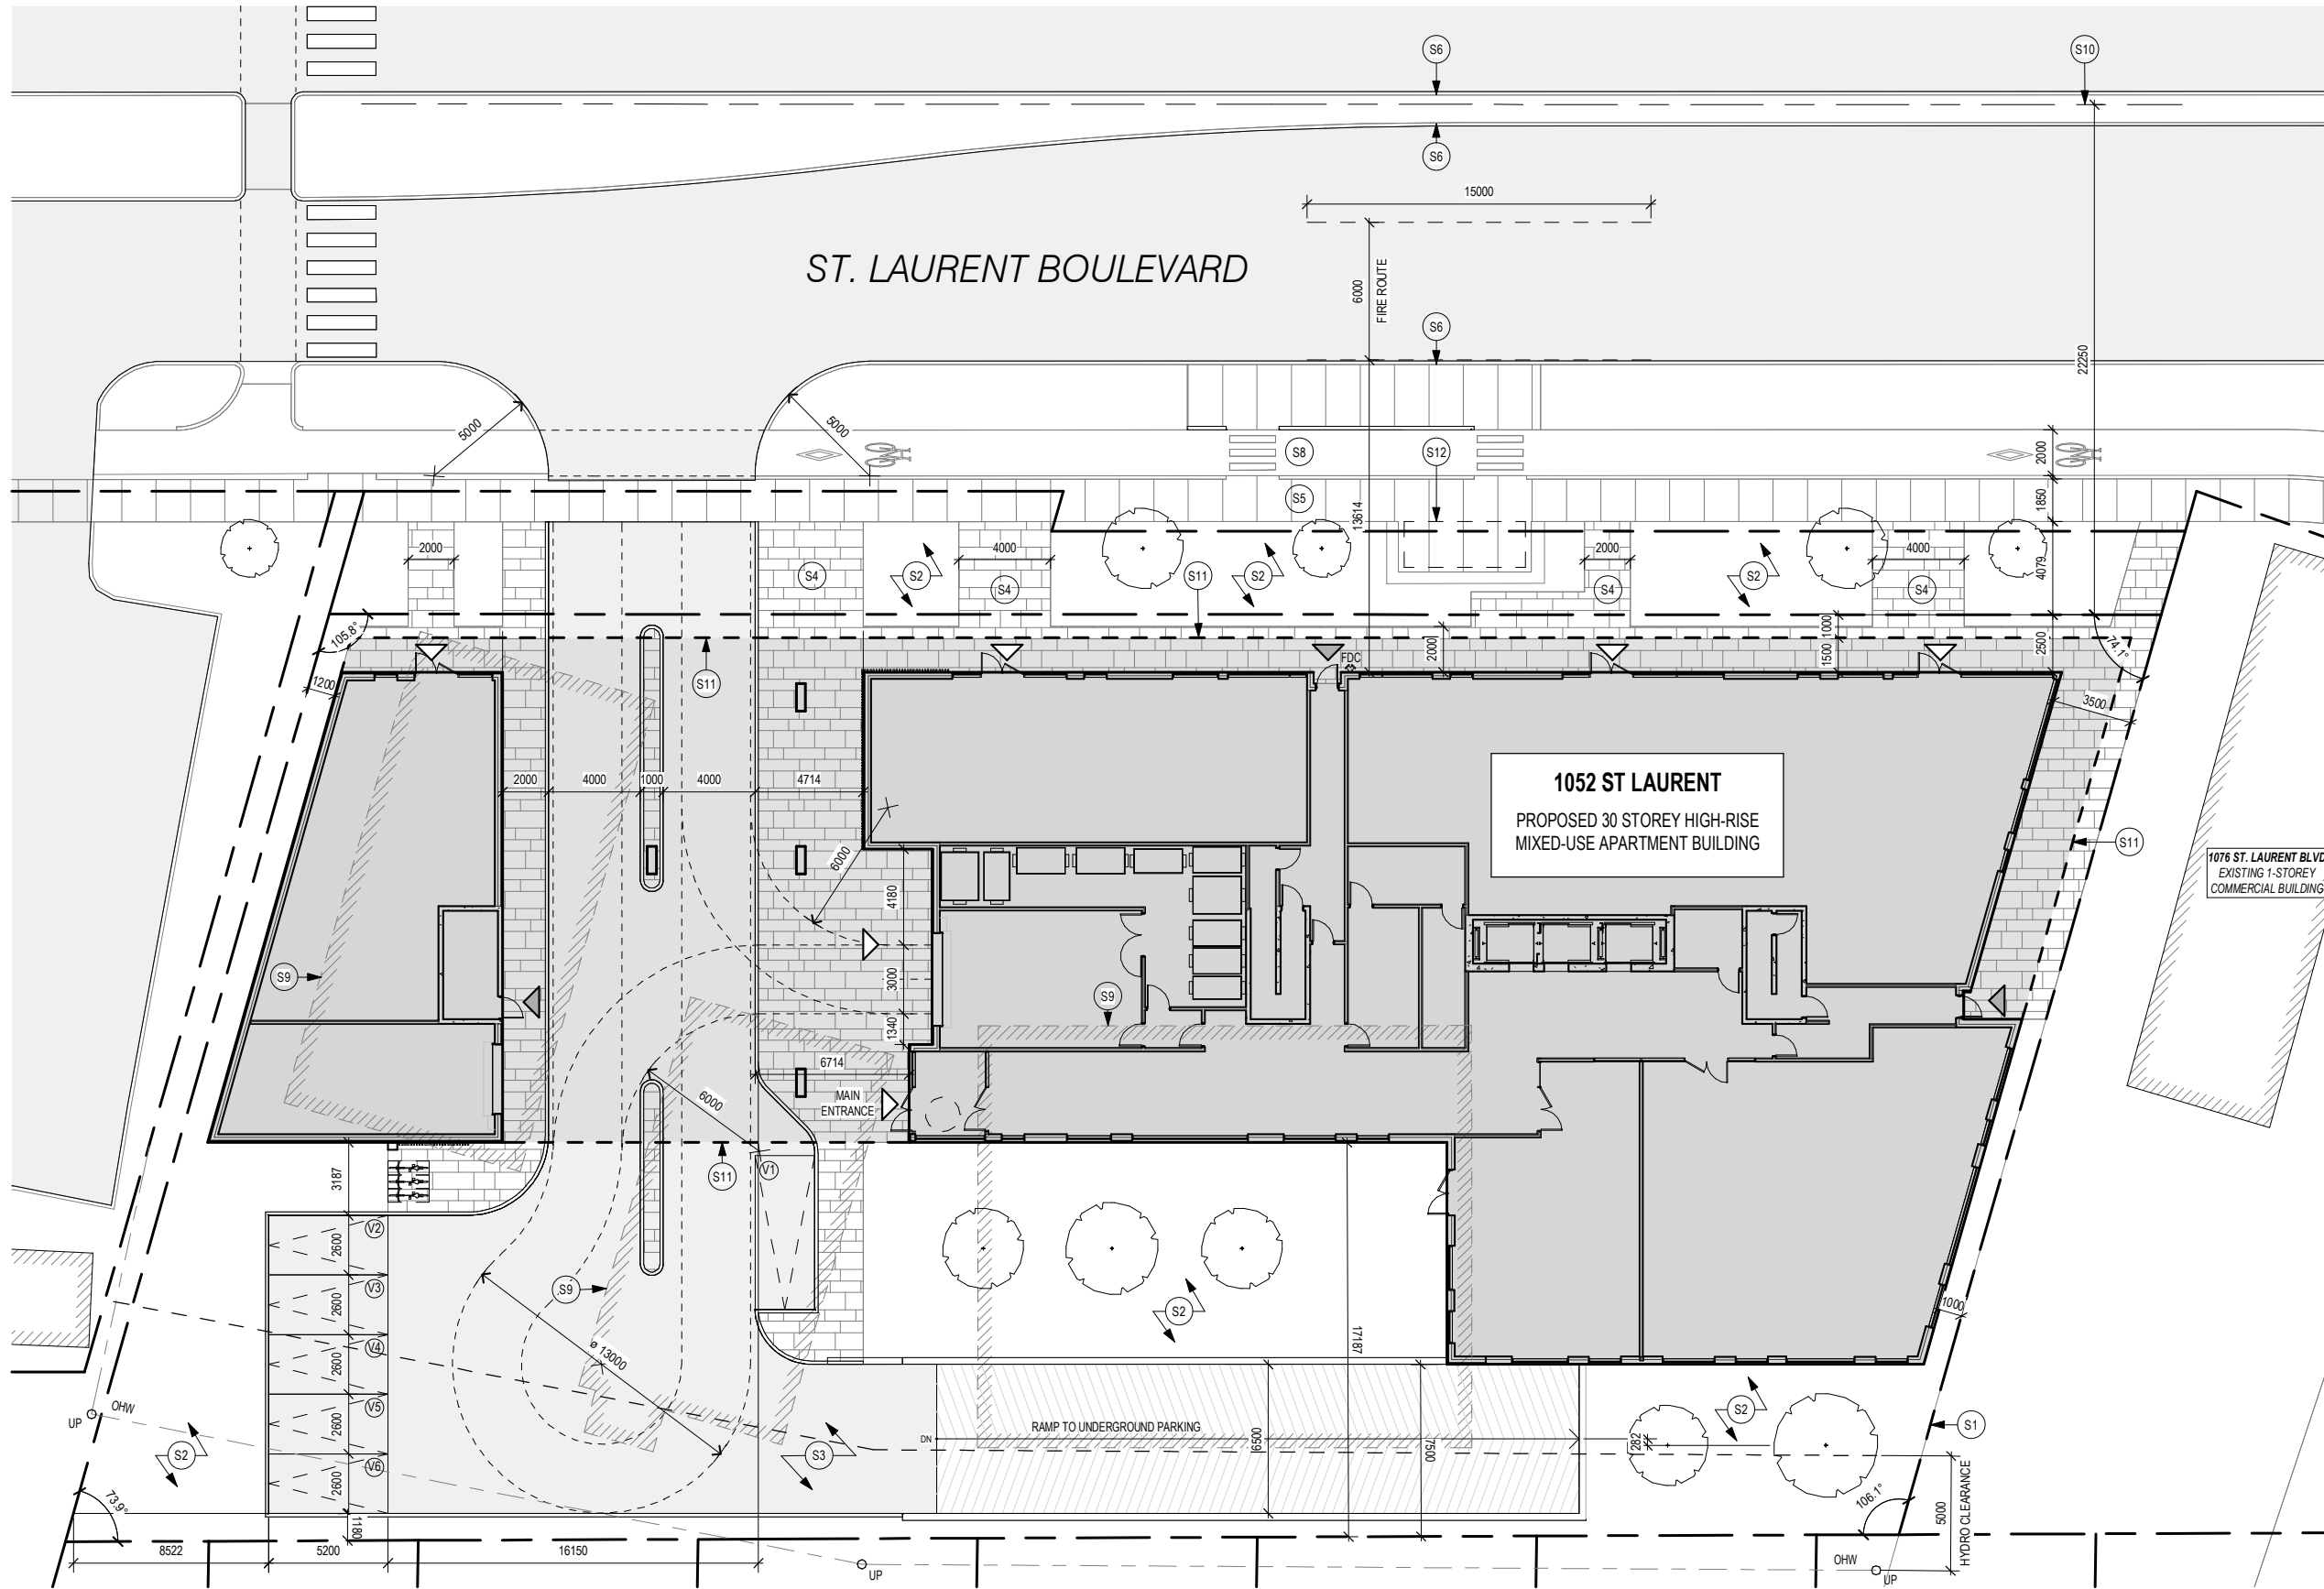 S6
S10
S6
15000
ST. LAURENT BOULEVARD
6000
FIRE ROUTE
S6
22250
5000
5000
S8
S12
2000
S5
13614
1850
2000
4000
2000
4000
S4
S2
S4
S2
S11
S4
S2
S4
4079
105.8°
1000
2000
1500
2500
74.1°
FDC
1200
S11
3500
2000
4000
1000
4000
4714
1052 ST LAURENT
PROPOSED 30 STOREY HIGH-RISE
MIXED-USE APARTMENT BUILDING
6000
S11
1076 ST. LAURENT BLVD
EXISTING 1-STOREY
COMMERCIAL BUILDING
4180
S9
3000
S9
1340
6714
6000
MAIN
ENTRANCE
3187
S11
V1
V2
2600
V3
2600
S9
S2
1000
V4
2600
ø 13000
17187
V5
2600
UP
OHW
S2
V6
2600
S3
DN
RAMP TO UNDERGROUND PARKING
6500
7500
282
S2
S1
73.9°
1180
106.1°
5000
HYDRO CLEARANCE
8522
5200
16150
UP
OHW
UP